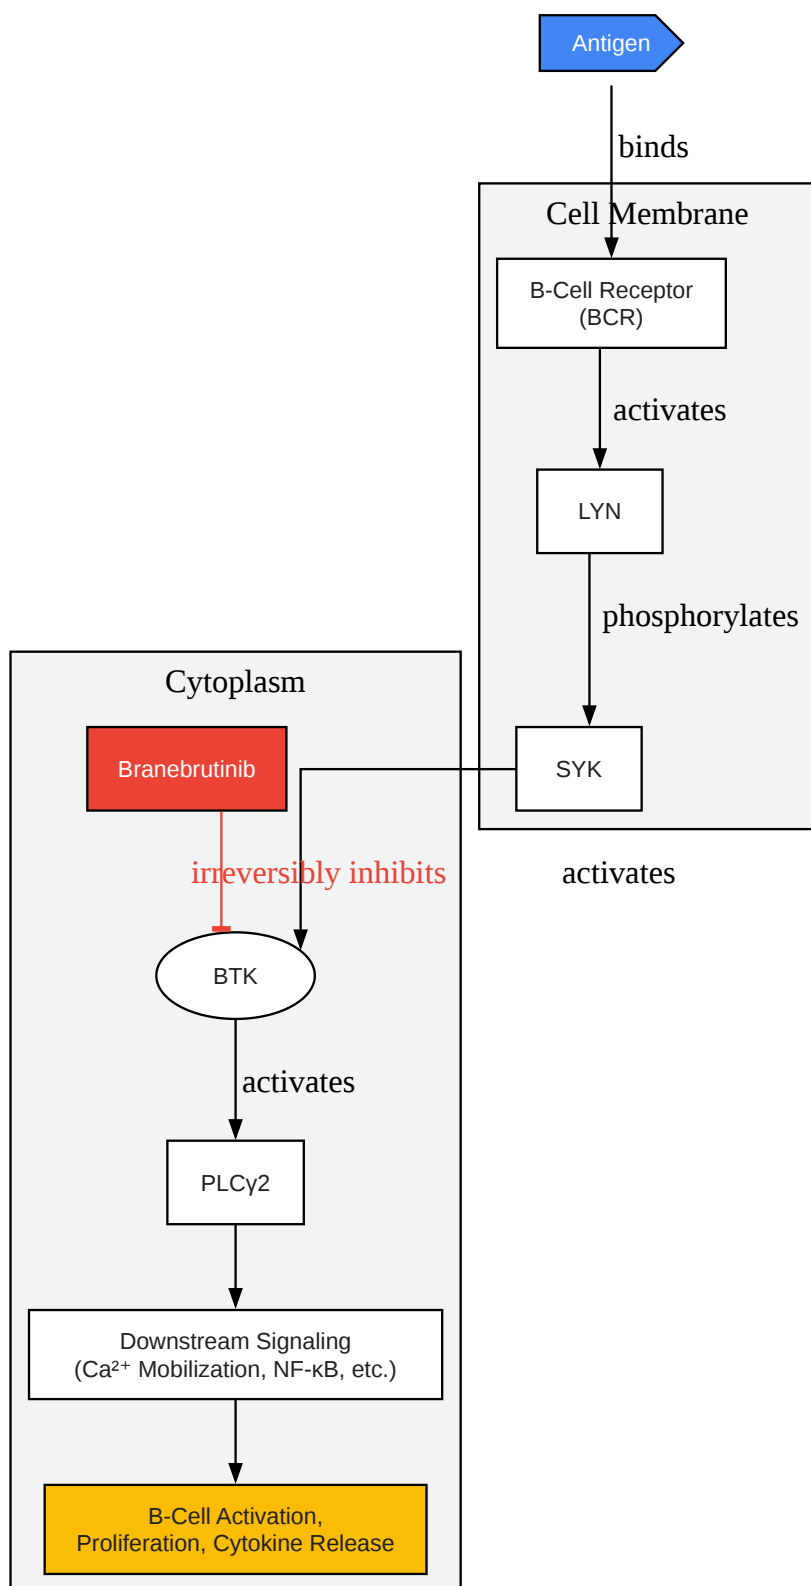 Antigen
binds
Cell Membrane
B-Cell Receptor
(BCR)
activates
LYN
phosphorylates
Cytoplasm
Branebrutinib
SYK
irreversibly inhibits
activates
BTK
activates
PLCγ2
Downstream Signaling
(Ca²⁺ Mobilization, NF-κB, etc.)
B-Cell Activation,
Proliferation, Cytokine Release